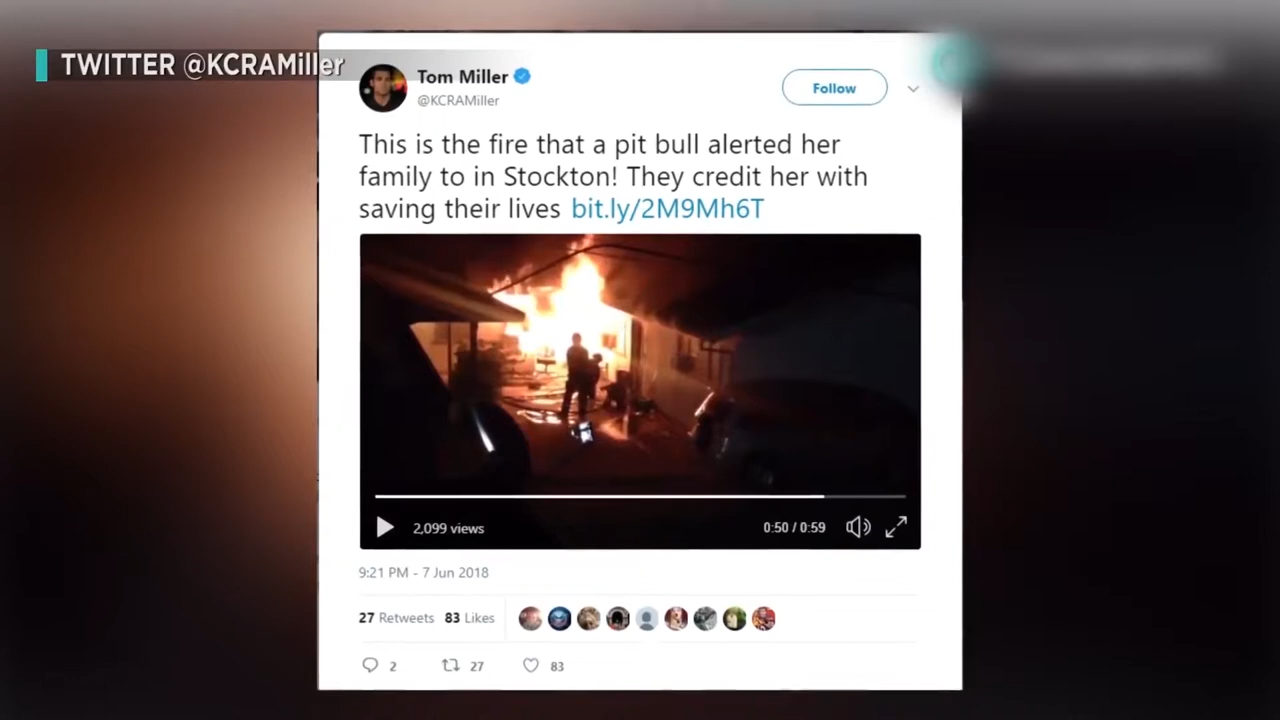 TWITTER @KCRAMiller
Tom Miller
@KCRAMiller
Follow
This is the fire that a pit bull alerted her
family to in Stockton! They credit her with
saving their lives bit.ly/2M9Mh6T
2,099 views
0:50 / 0:59
9:21 PM - 7 Jun 2018
27 Retweets 83 Likes
2 27 83